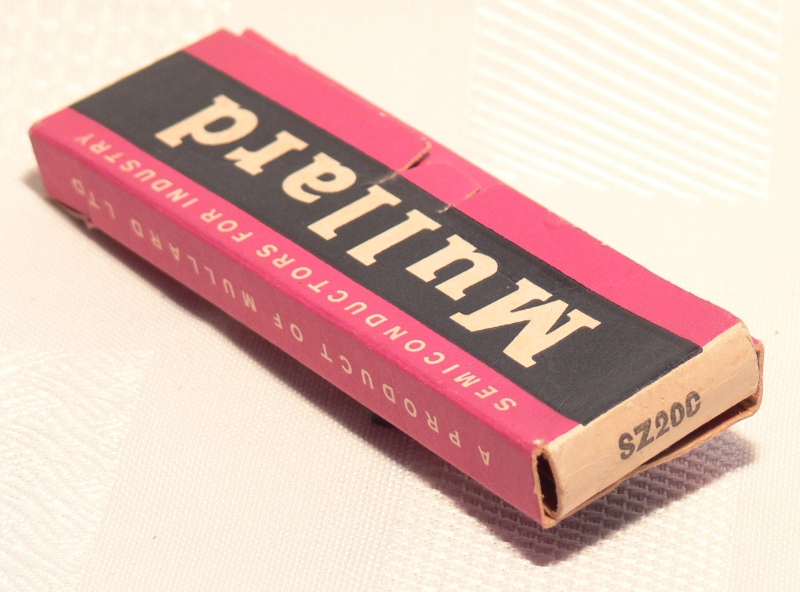 Mullard
SEMICONDUCTORS FOR INDUSTRY
A PRODUCT OF MULLARD LTD
SZ20C